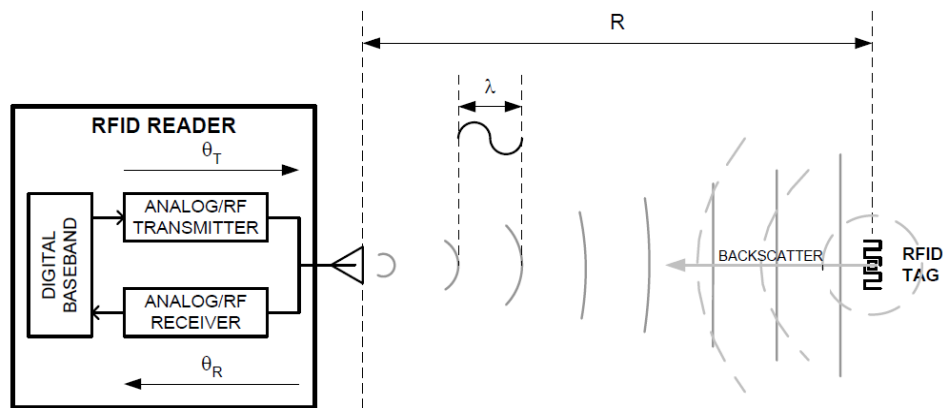 R
λ
RFID READER
θT
ANALOG/RF
TRANSMITTER
DIGITAL
BASEBAND
ANALOG/RF
RECEIVER
θR
BACKSCATTER
RFID
TAG